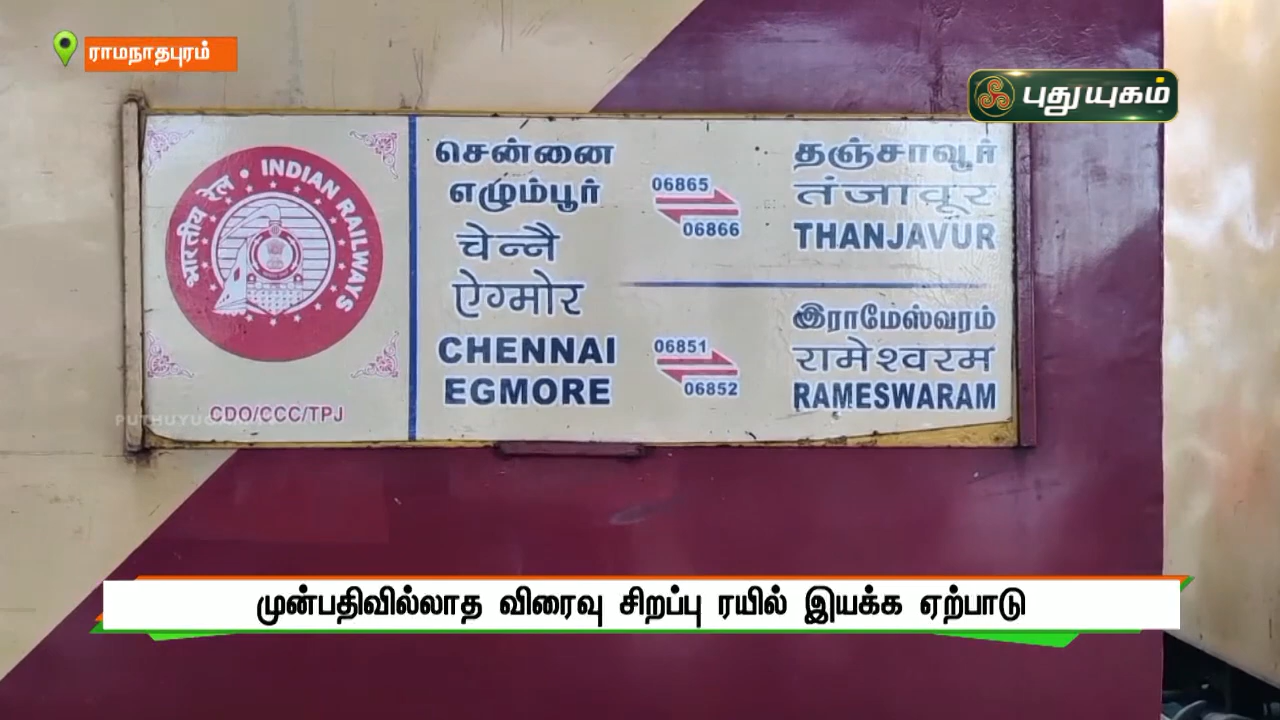 ராமநாதபுரம்
புதுயுகம்
भारतीय रेल • INDIAN RAILWAYS
CDO/CCC/TPJ
சென்னை
எழும்பூர்
चेन्नै
ऐग्मोर
CHENNAI
EGMORE
06865
06866
தஞ்சாவூர்
तंजावूर
THANJAVUR
06851
06852
இராமேஸ்வரம்
रामेश्वरम
RAMESWARAM
முன்பதிவில்லாத விரைவு சிறப்பு ரயில் இயக்க ஏற்பாடு